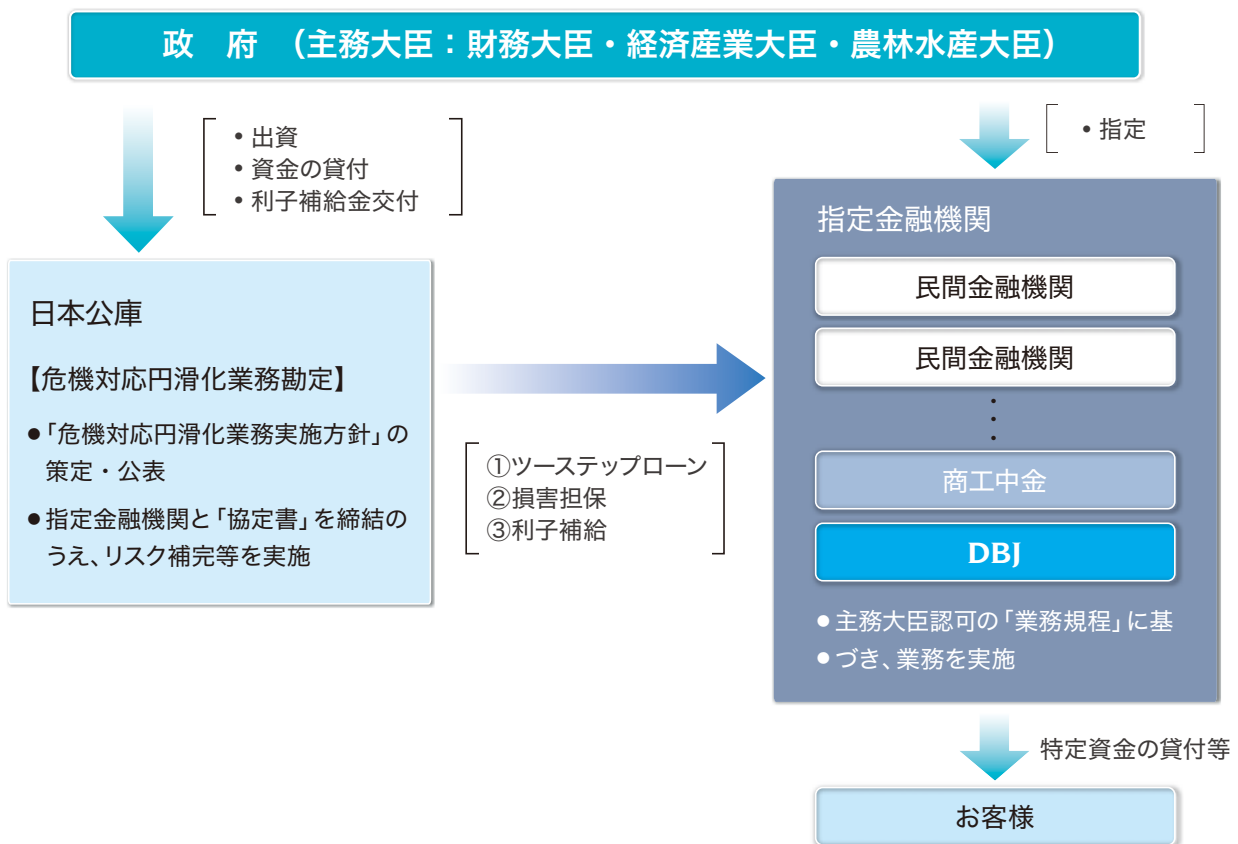 政　府　（主務大臣：財務大臣・経済産業大臣・農林水産大臣）
• 出資
• 資金の貸付
• 利子補給金交付
• 指定
日本公庫
【危機対応円滑化業務勘定】
●「危機対応円滑化業務実施方針」の
策定・公表
●指定金融機関と「協定書」を締結の
うえ、リスク補完等を実施
①ツーステップローン
②損害担保
③利子補給
指定金融機関
民間金融機関
民間金融機関
・
・
・
商工中金
DBJ
●主務大臣認可の「業務規程」に基
●づき、業務を実施
特定資金の貸付等
お客様